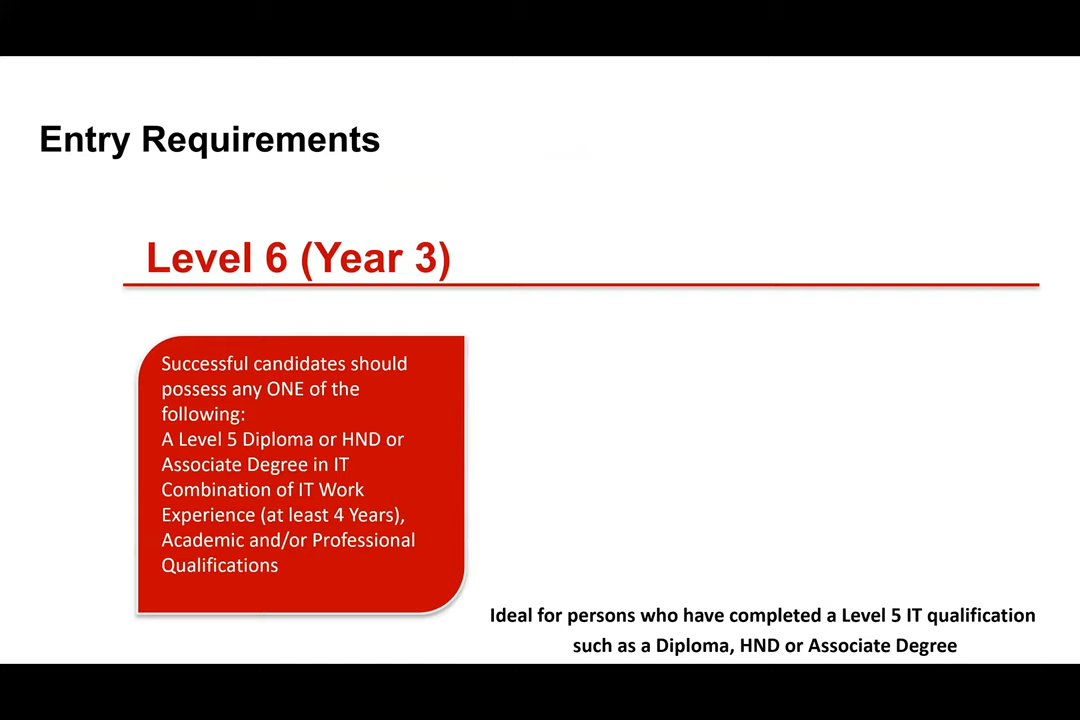 Entry Requirements
Level 6 (Year 3)
Successful candidates should
possess any ONE of the
following:
A Level 5 Diploma or HND or
Associate Degree in IT
Combination of IT Work
Experience (at least 4 Years),
Academic and/or Professional
Qualifications
Ideal for persons who have completed a Level 5 IT qualification
such as a Diploma, HND or Associate Degree